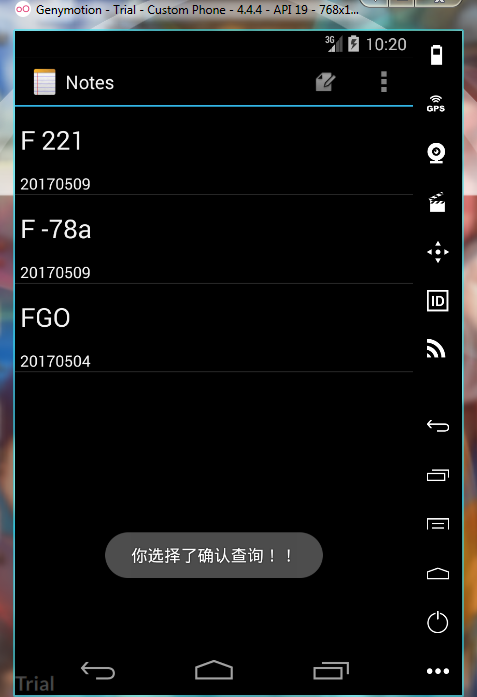 Genymotion - Trial - Custom Phone - 4.4.4 - API 19 - 768x1...
3G 10:20
Notes
GPS
F 221
20170509
F -78a
20170509
ID
FGO
20170504
你选择了确认查询！！
Trial